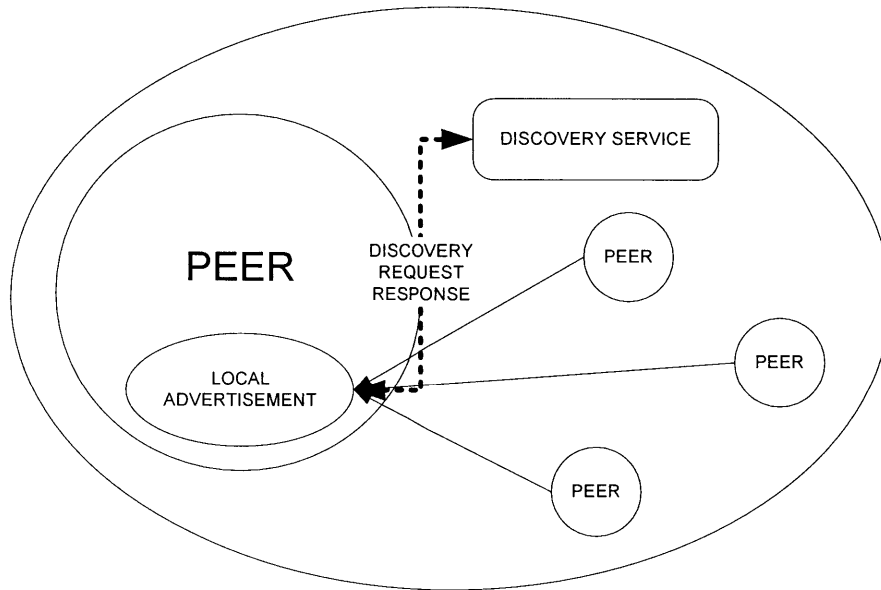 DISCOVERY SERVICE
PEER
DISCOVERY
REQUEST
RESPONSE
PEER
PEER
LOCAL
ADVERTISEMENT
PEER